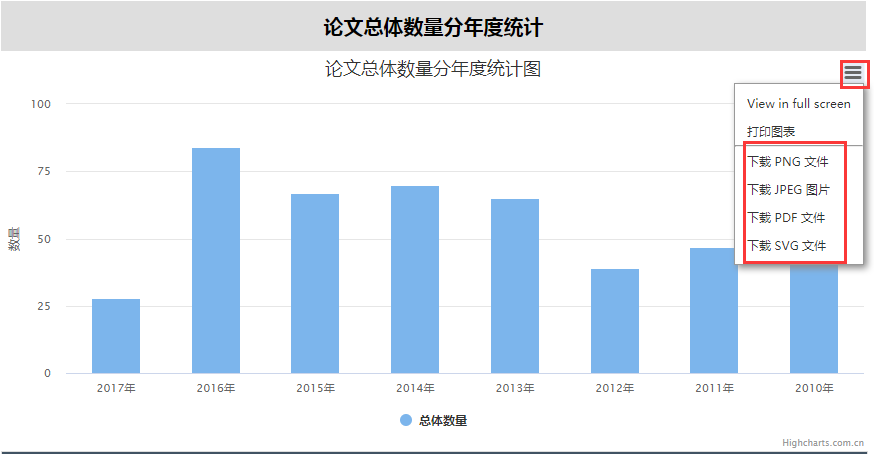 论文总体数量分年度统计
论文总体数量分年度统计图
View in full screen
打印图表
下载 PNG 文件
下载 JPEG 图片
下载 PDF 文件
下载 SVG 文件
100
75
50
25
0
数量
2017年 2016年 2015年 2014年 2013年 2012年 2011年 2010年
总体数量
Highcharts.com.cn